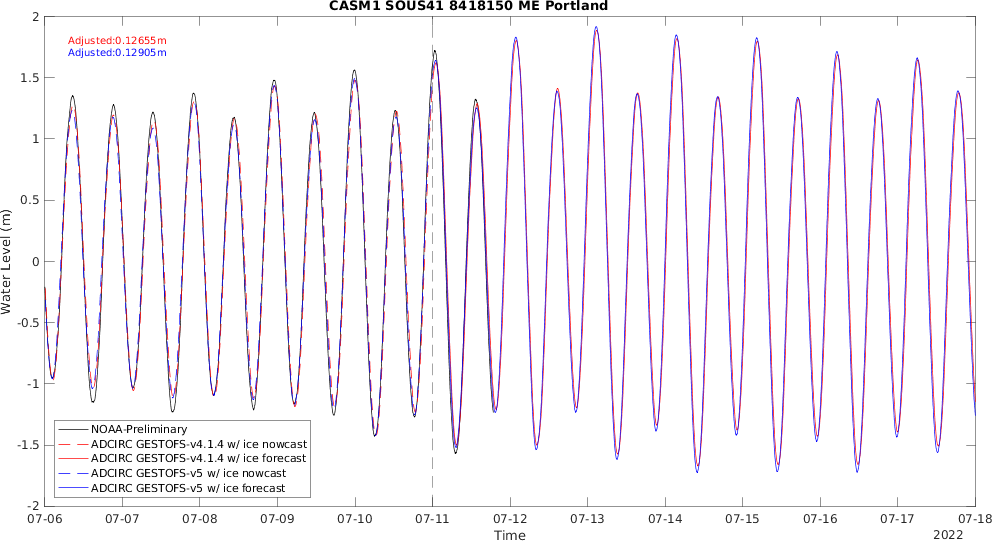 CASM1 SOUS41 8418150 ME Portland
Adjusted:0.12655m
Adjusted:0.12905m
2
1.5
1
0.5
0
-0.5
-1
-1.5
-2
Water Level (m)
NOAA-Preliminary
ADCIRC GESTOFS-v4.1.4 w/ ice nowcast
ADCIRC GESTOFS-v4.1.4 w/ ice forecast
ADCIRC GESTOFS-v5 w/ ice nowcast
ADCIRC GESTOFS-v5 w/ ice forecast
07-06 07-07 07-08 07-09 07-10 07-11 07-12 07-13 07-14 07-15 07-16 07-17 07-18
Time
2022